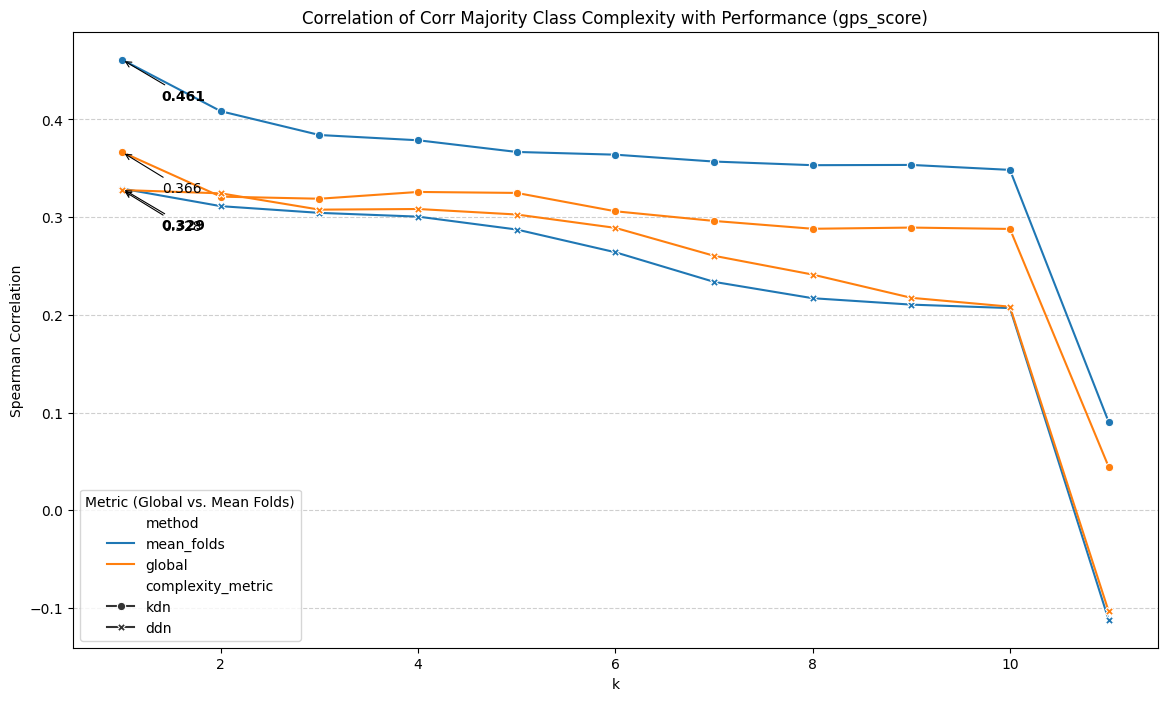 Correlation of Corr Majority Class Complexity with Performance (gps_score)
Spearman Correlation
0.4
0.3
0.2
0.1
0.0
−0.1
0.461
0.366
0.329
Metric (Global vs. Mean Folds)
method
mean_folds
global
complexity_metric
kdn
ddn
2
4
6
8
10
k